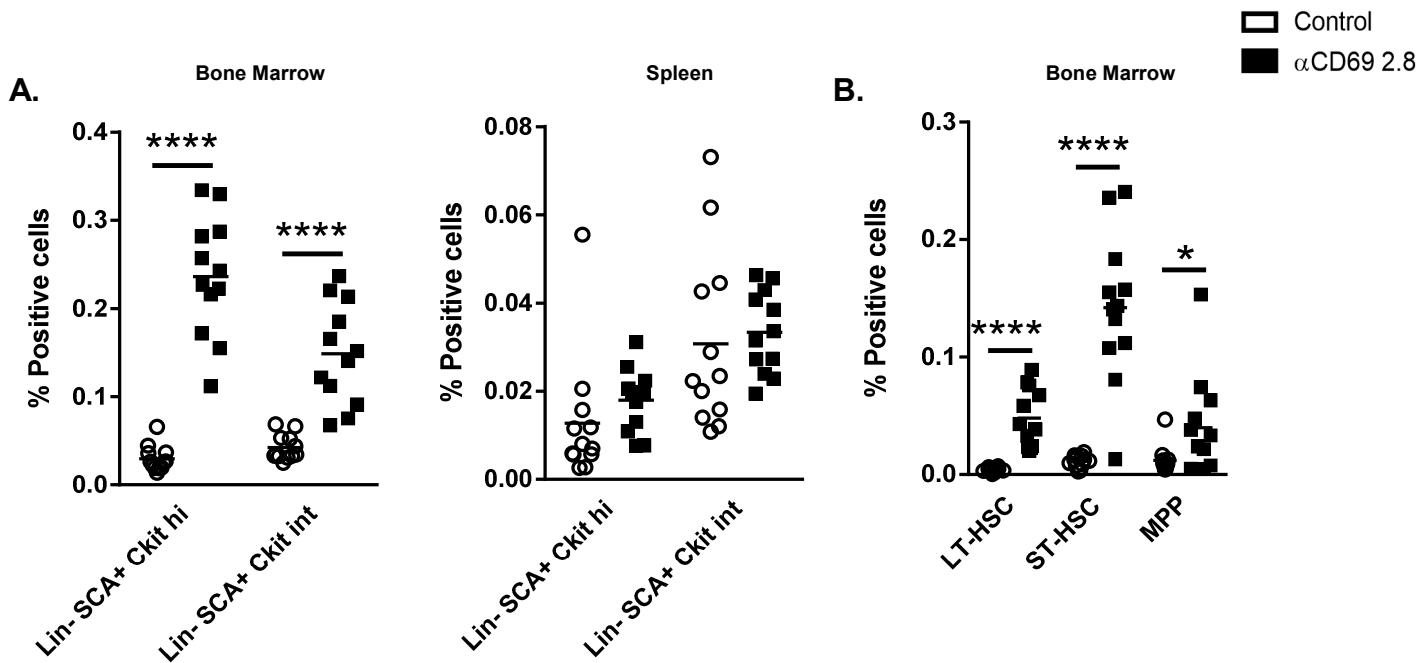 Control
αCD69 2.8
A.
Bone Marrow
% Positive cells
0.4
0.3
0.2
0.1
0.0
****
****
Lin- SCA+ Ckit hi
Lin- SCA+ Ckit int
Spleen
% Positive cells
0.08
0.06
0.04
0.02
0.00
Lin- SCA+ Ckit hi
Lin- SCA+ Ckit int
B.
Bone Marrow
% Positive cells
0.3
0.2
0.1
0.0
****
****
*
LT-HSC
ST-HSC
MPP